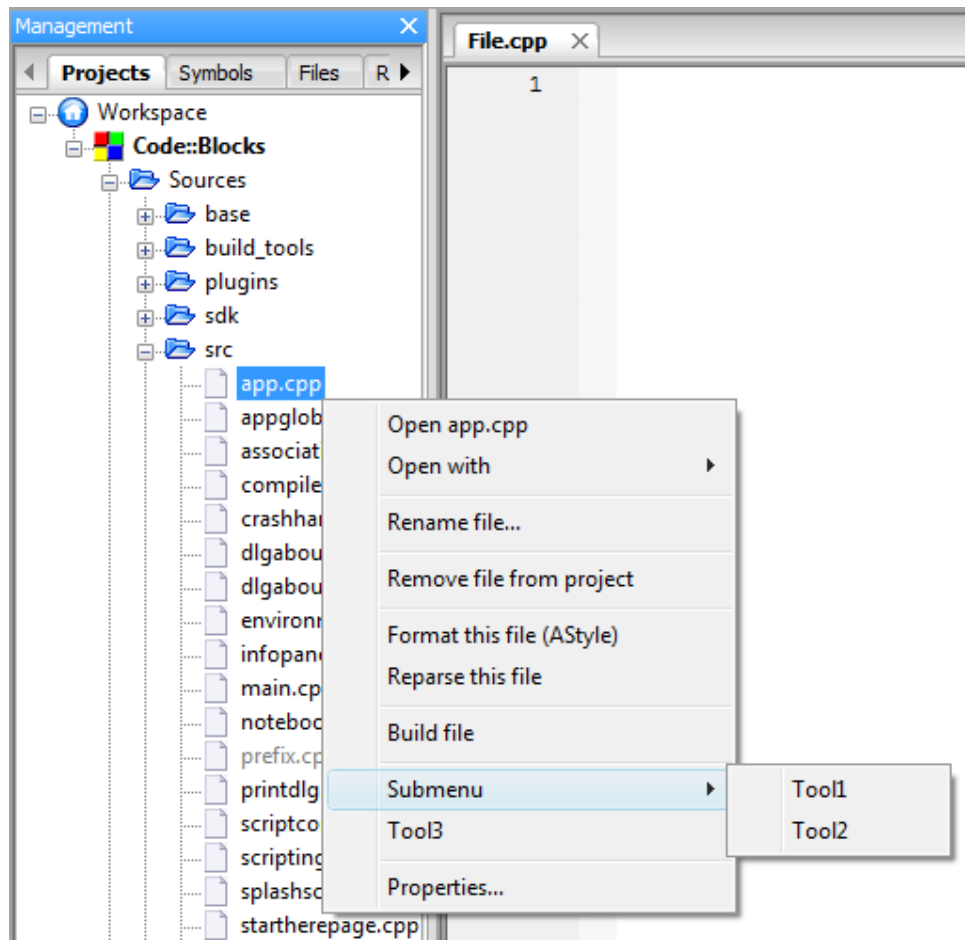 Management
Projects Symbols Files R
Workspace
Code::Blocks
Sources
base
build_tools
plugins
sdk
src
app.cpp
appglob
associat
compile
crashha
dlgabou
dlgabou
environ
infopan
main.cp
noteboo
prefix.cp
printdlg
scriptco
scripting
splashsc
startherepage.cpp
File.cpp
1
Open app.cpp
Open with
Rename file...
Remove file from project
Format this file (AStyle)
Reparse this file
Build file
Submenu
Tool3
Properties...
Tool1
Tool2